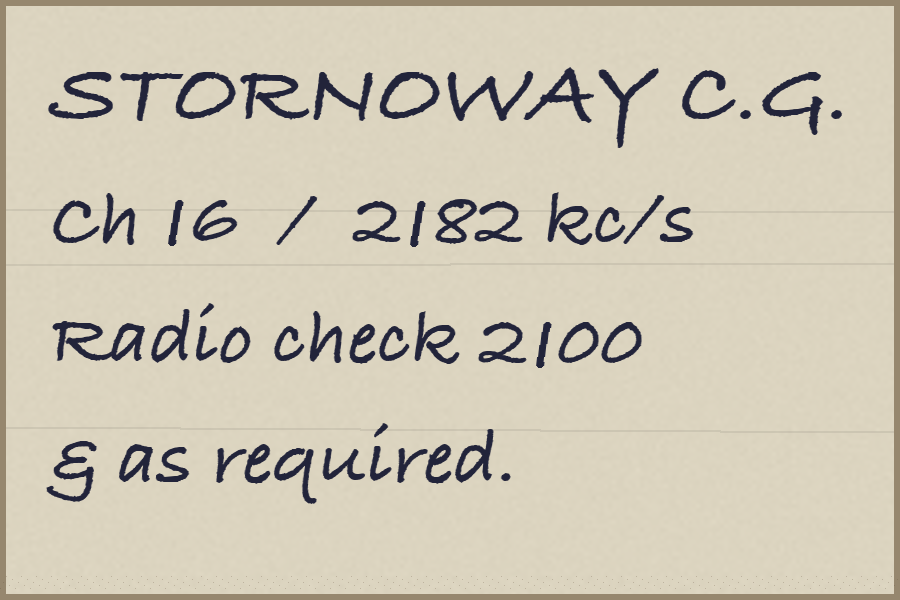 STORNOWAY C.G.
Ch 16 / 2182 kc/s
Radio check 2100
& as required.